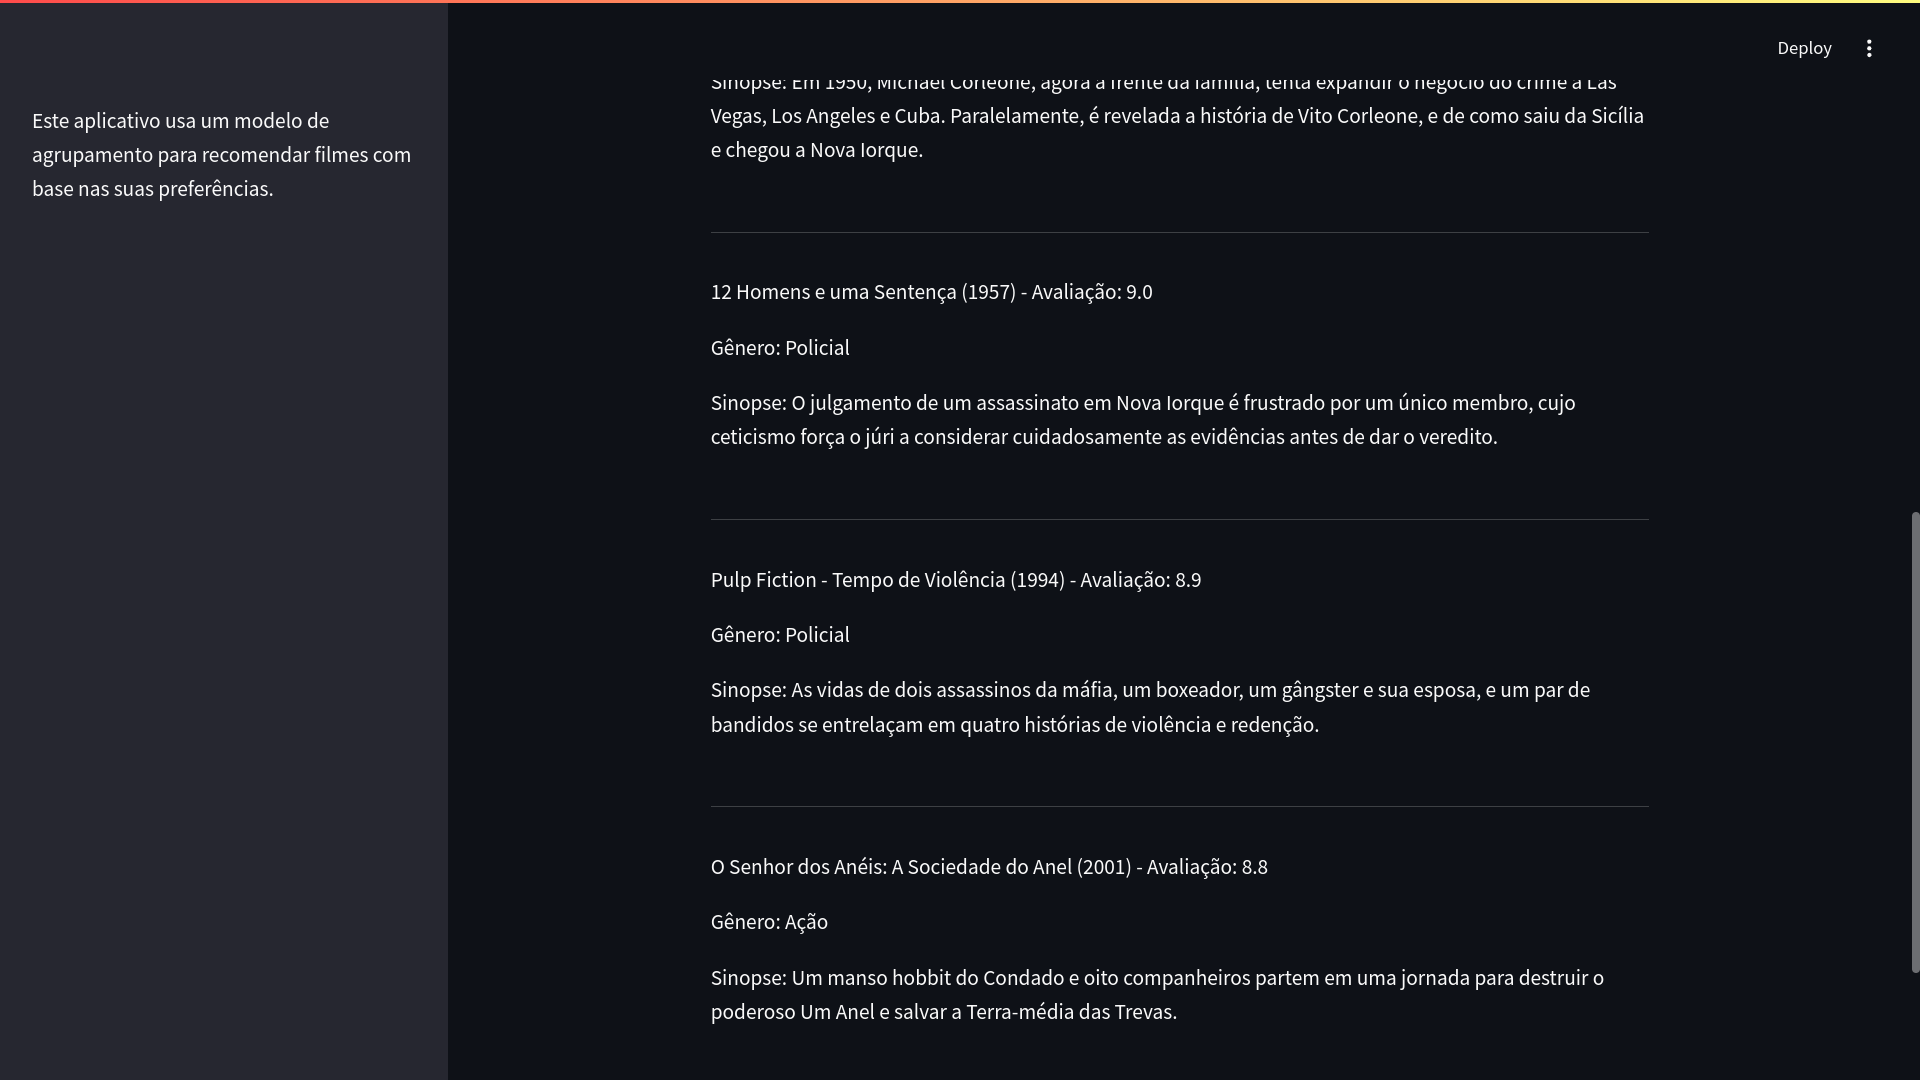 Deploy
Este aplicativo usa um modelo de
agrupamento para recomendar filmes com
base nas suas preferências.
Sinopse: Em 1950, Michael Corleone, agora à frente da família, tenta expandir o negócio do crime a Las
Vegas, Los Angeles e Cuba. Paralelamente, é revelada a história de Vito Corleone, e de como saiu da Sicília
e chegou a Nova Iorque.
12 Homens e uma Sentença (1957) - Avaliação: 9.0
Gênero: Policial
Sinopse: O julgamento de um assassinato em Nova Iorque é frustrado por um único membro, cujo
ceticismo força o júri a considerar cuidadosamente as evidências antes de dar o veredito.
Pulp Fiction - Tempo de Violência (1994) - Avaliação: 8.9
Gênero: Policial
Sinopse: As vidas de dois assassinos da máfia, um boxeador, um gângster e sua esposa, e um par de
bandidos se entrelaçam em quatro histórias de violência e redenção.
O Senhor dos Anéis: A Sociedade do Anel (2001) - Avaliação: 8.8
Gênero: Ação
Sinopse: Um manso hobbit do Condado e oito companheiros partem em uma jornada para destruir o
poderoso Um Anel e salvar a Terra-média das Trevas.